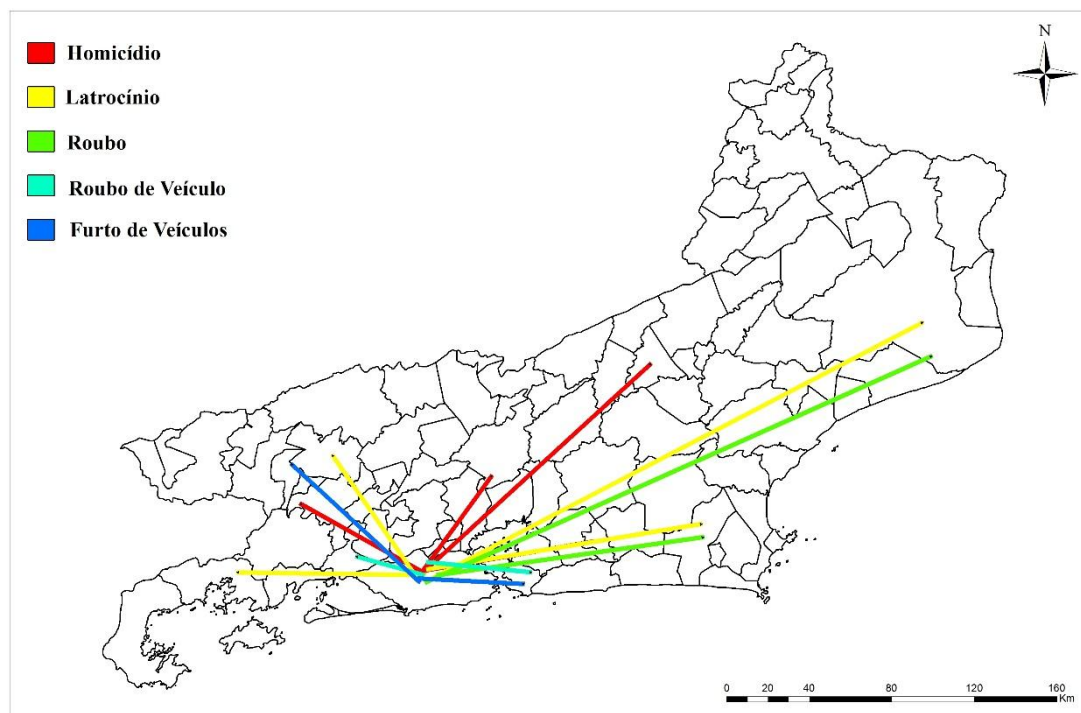 N
Homicídio
Latrocínio
Roubo
Roubo de Veículo
Furto de Veículos
0 20 40 80 120 160
Km